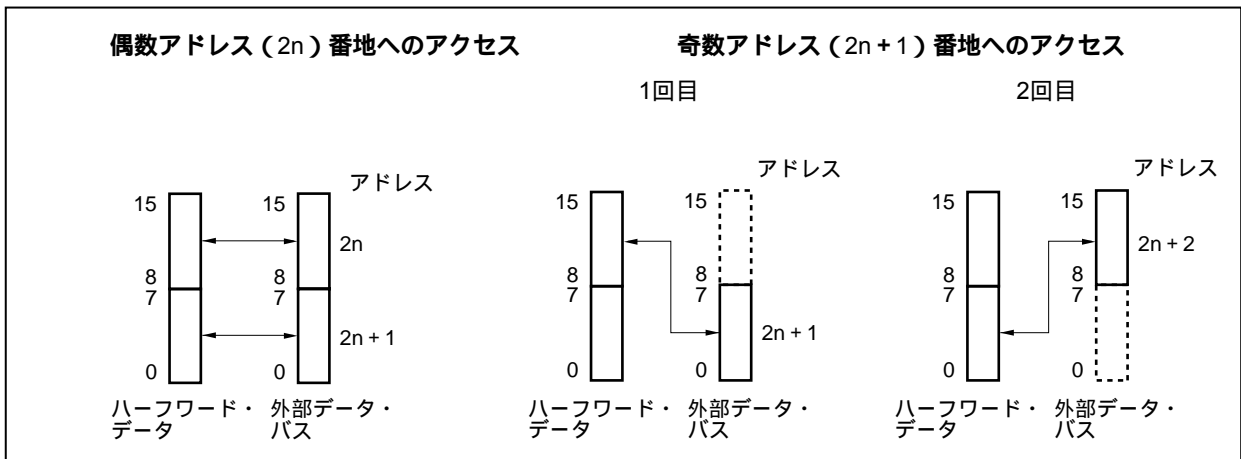 偶数アドレス（2n）番地へのアクセス
奇数アドレス（2n＋1）番地へのアクセス
1回目
2回目
アドレス
15
15
2n
8
8
7
7
2n + 1
0
0
ハーフワード・
データ
外部データ・
バス
アドレス
15
15
8
8
7
7
2n + 1
0
0
ハーフワード・
データ
外部データ・
バス
アドレス
15
15
2n + 2
8
8
7
7
0
0
ハーフワード・
データ
外部データ・
バス